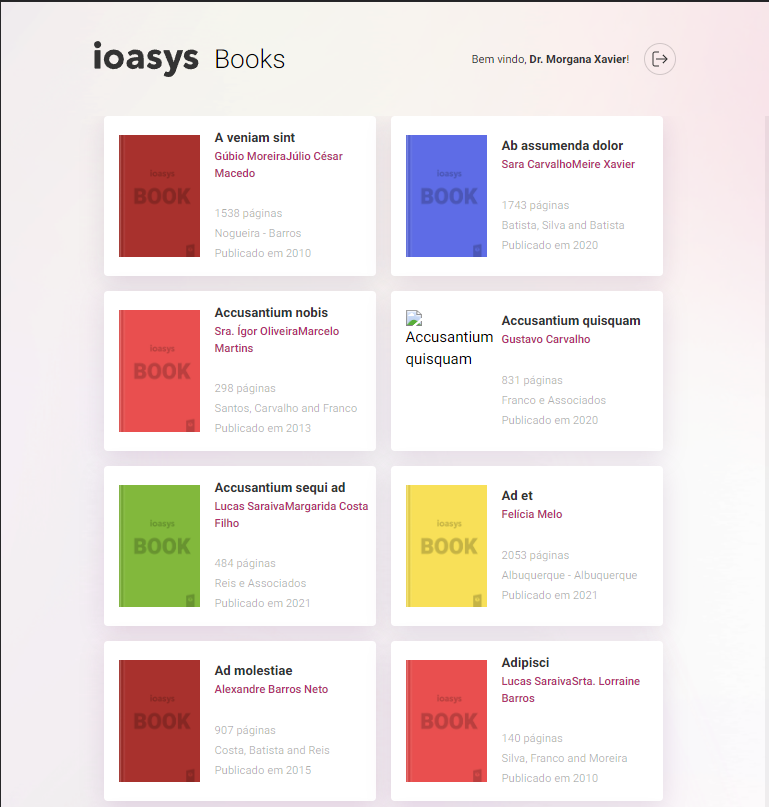 ioasys Books
Bem vindo, Dr. Morgana Xavier!
ioasys
BOOK
A veniam sint
Gúbio MoreiraJúlio César
Macedo
1538 páginas
Nogueira - Barros
Publicado em 2010
ioasys
BOOK
Ab assumenda dolor
Sara CarvalhoMeire Xavier
1743 páginas
Batista, Silva and Batista
Publicado em 2020
ioasys
BOOK
Accusantium nobis
Sra. Ígor OliveiraMarcelo
Martins
298 páginas
Santos, Carvalho and Franco
Publicado em 2013
Accusantium
quisquam
Accusantium quisquam
Gustavo Carvalho
831 páginas
Franco e Associados
Publicado em 2020
ioasys
BOOK
Accusantium sequi ad
Lucas SaraivaMargarida Costa
Filho
484 páginas
Reis e Associados
Publicado em 2021
ioasys
BOOK
Ad et
Felícia Melo
2053 páginas
Albuquerque - Albuquerque
Publicado em 2021
ioasys
BOOK
Ad molestiae
Alexandre Barros Neto
907 páginas
Costa, Batista and Reis
Publicado em 2015
ioasys
BOOK
Adipisci
Lucas SaraivaSrta. Lorraine
Barros
140 páginas
Silva, Franco and Moreira
Publicado em 2010